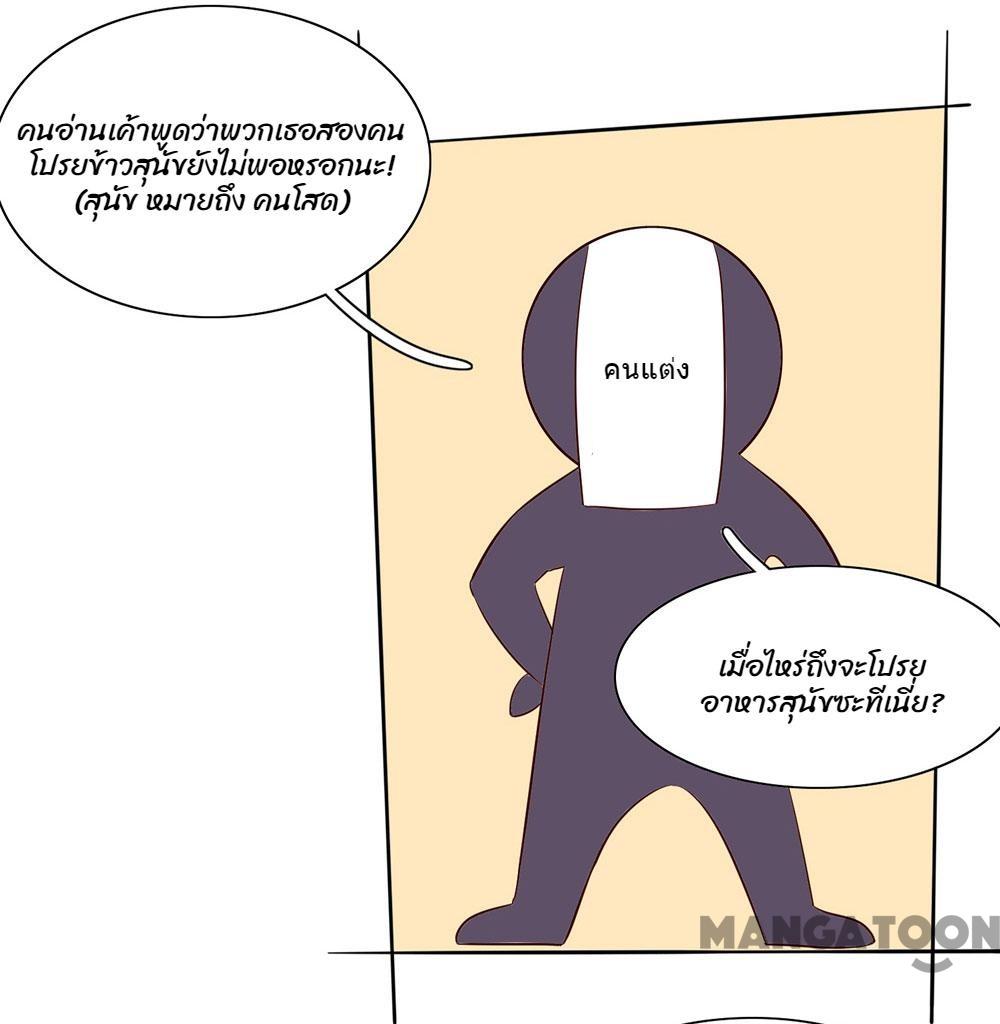 คนอ่านเค้าพูดว่าพวกเธอสองคน
โปรยข้าวสุนัขยังไม่พอหรอกนะ!
(สุนัข หมายถึง คนโสด)
คนแต่ง
เมื่อไหร่ถึงจะโปรย
อาหารสุนัขซะทีเนี่ย?
MANGATOON